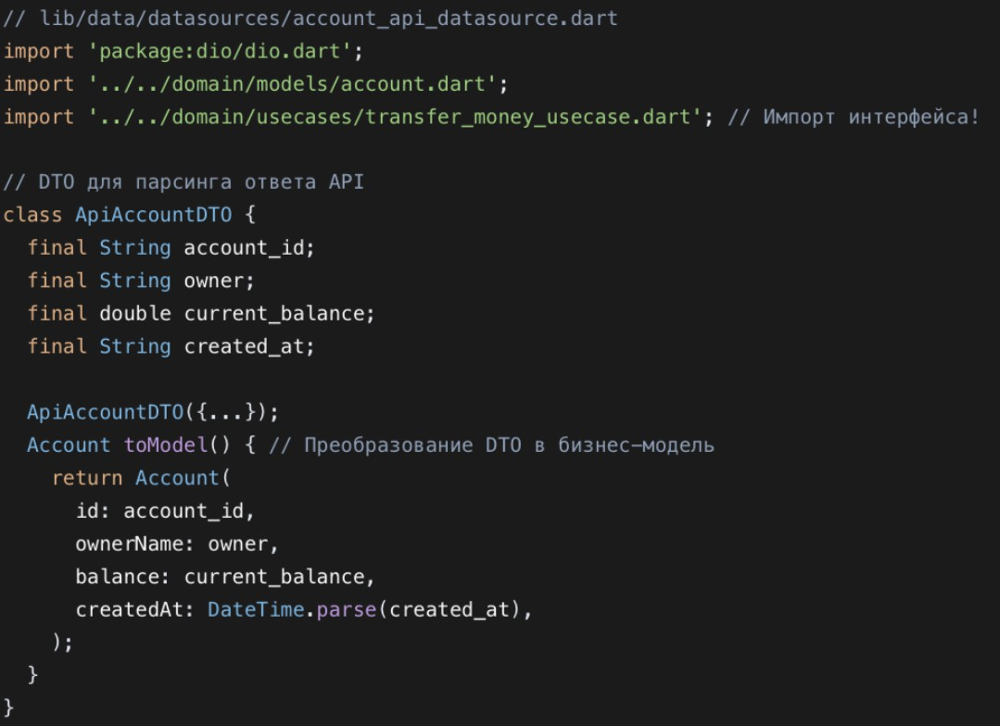 // lib/data/datasources/account_api_datasource.dart
import 'package:dio/dio.dart';
import '../../domain/models/account.dart';
import '../../domain/usecases/transfer_money_usecase.dart'; // Импорт интерфейса!

// DTO для парсинга ответа API
class ApiAccountDTO {
  final String account_id;
  final String owner;
  final double current_balance;
  final String created_at;

  ApiAccountDTO({...});
  Account toModel() { // Преобразование DTO в бизнес-модель
    return Account(
      id: account_id,
      ownerName: owner,
      balance: current_balance,
      createdAt: DateTime.parse(created_at),
    );
  }
}